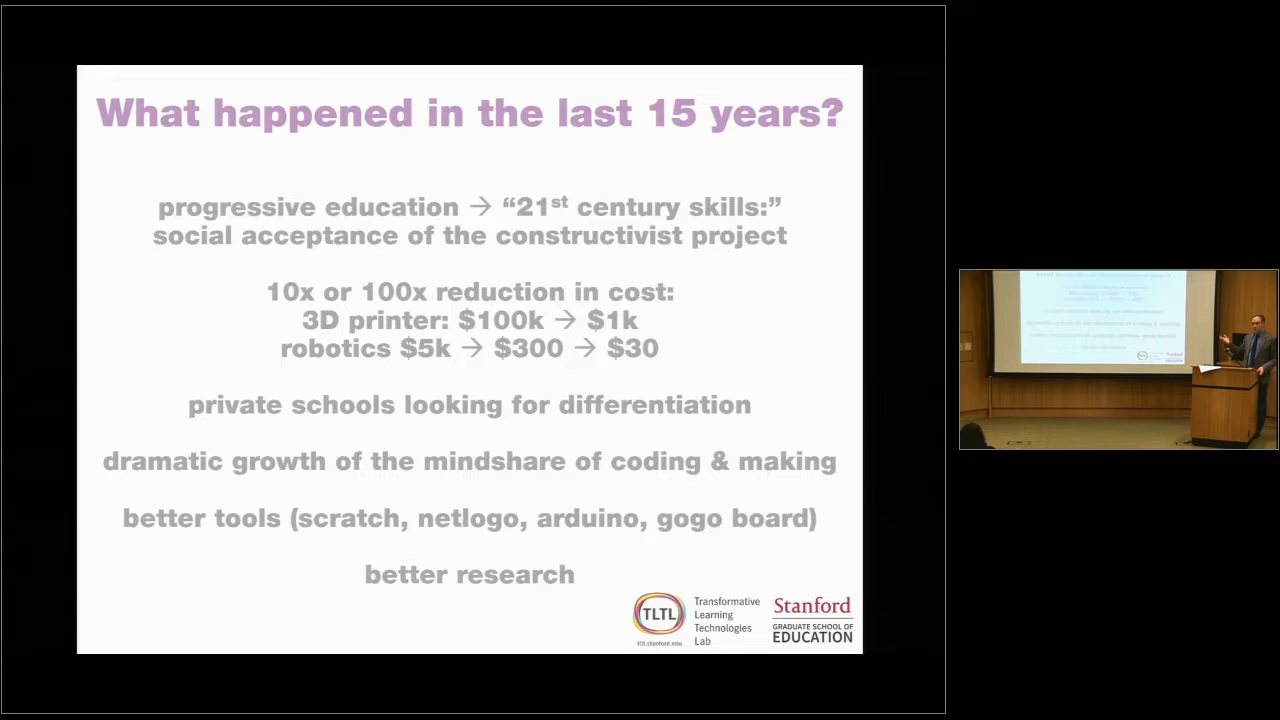 What happened in the last 15 years?
progressive education → “21st century skills:”
social acceptance of the constructivist project
10x or 100x reduction in cost:
3D printer: $100k → $1k
robotics $5k → $300 → $30
private schools looking for differentiation
dramatic growth of the mindshare of coding & making
better tools (scratch, netlogo, arduino, gogo board)
better research
TLTL
tltl.stanford.edu
Transformative
Learning
Technologies
Lab
Stanford
GRADUATE SCHOOL OF
EDUCATION